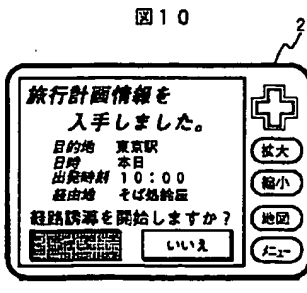 図10
2
旅行計画情報を
入手しました。
目的地 東京駅
日時 本日
出発時刻 10:00
経由地 そば処鈴屋
経路誘導を開始しますか?
いいえ
拡大
縮小
地図
メニュー